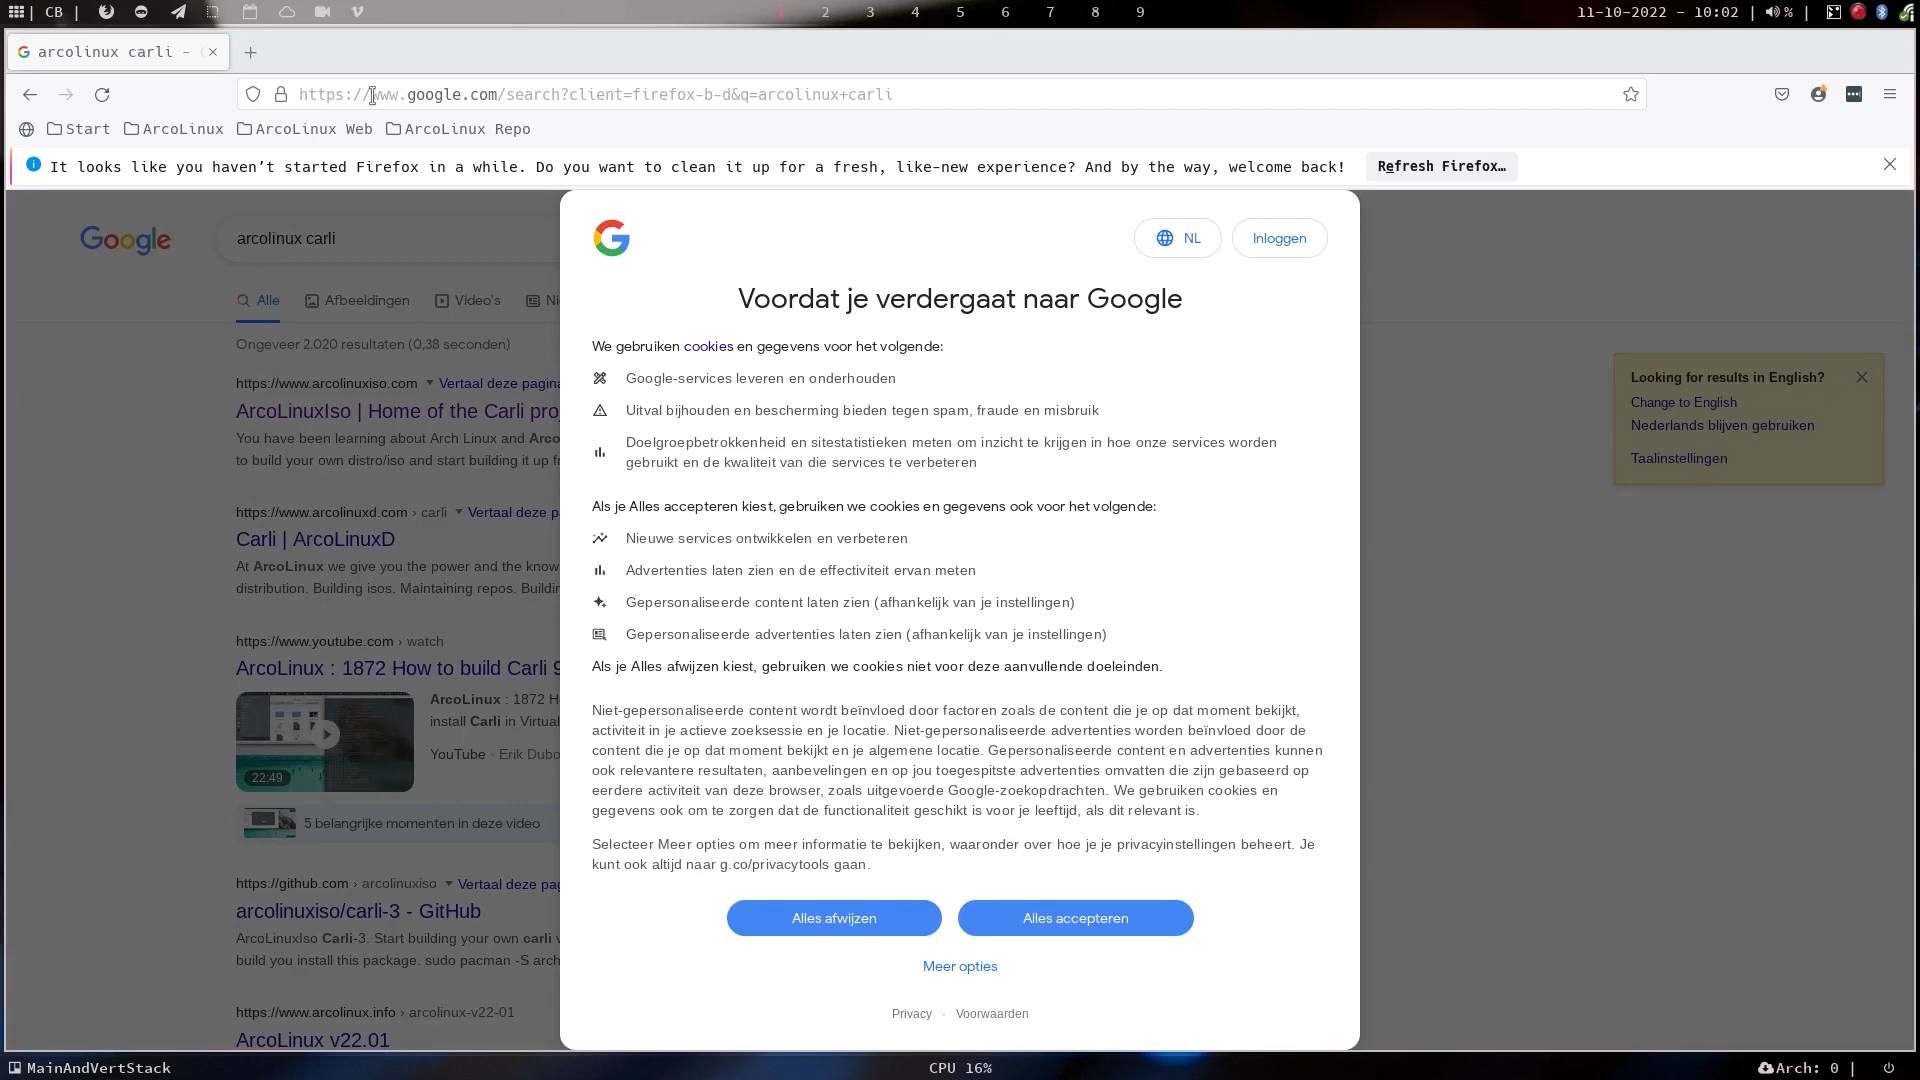 | CB |
1 2 3 4 5 6 7 8 9
11-10-2022 - 10:02 | % |
arcolinux carli -
https://www.google.com/search?client=firefox-b-d&q=arcolinux+carli
Start ArcoLinux ArcoLinux Web ArcoLinux Repo
It looks like you haven’t started Firefox in a while. Do you want to clean it up for a fresh, like-new experience? And by the way, welcome back! Refresh Firefox…
Google
arcolinux carli
Alle Afbeeldingen Video's
Ongeveer 2.020 resultaten (0,38 seconden)
https://www.arcolinuxiso.com Vertaal deze pagina
ArcoLinuxIso | Home of the Carli
You have been learning about Arch Linux and
to build your own distro/iso and start building it up
https://www.arcolinuxd.com › carli Vertaal deze
Carli | ArcoLinuxD
At ArcoLinux we give you the power and the
distribution. Building isos. Maintaining repos.
https://www.youtube.com › watch
ArcoLinux : 1872 How to build Carli
22:49
ArcoLinux : 1872
install Carli in
YouTube · Erik
5 belangrijke momenten in deze video
https://github.com › arcolinuxiso Vertaal deze
arcolinuxiso/carli-3 - GitHub
ArcoLinuxIso Carli-3. Start building your own carli
build you install this package. sudo pacman -S
https://www.arcolinux.info › arcolinux-v22-01
ArcoLinux v22.01
NL Inloggen
Voordat je verdergaat naar Google
We gebruiken cookies en gegevens voor het volgende:
Google-services leveren en onderhouden
Uitval bijhouden en bescherming bieden tegen spam, fraude en misbruik
Doelgroepbetrokkenheid en sitestatistieken meten om inzicht te krijgen in hoe onze services worden
gebruikt en de kwaliteit van die services te verbeteren
Als je Alles accepteren kiest, gebruiken we cookies en gegevens ook voor het volgende:
Nieuwe services ontwikkelen en verbeteren
Advertenties laten zien en de effectiviteit ervan meten
Gepersonaliseerde content laten zien (afhankelijk van je instellingen)
Gepersonaliseerde advertenties laten zien (afhankelijk van je instellingen)
Als je Alles afwijzen kiest, gebruiken we cookies niet voor deze aanvullende doeleinden.
Niet-gepersonaliseerde content wordt beïnvloed door factoren zoals de content die je op dat moment bekijkt,
activiteit in je actieve zoeksessie en je locatie. Niet-gepersonaliseerde advertenties worden beïnvloed door de
content die je op dat moment bekijkt en je algemene locatie. Gepersonaliseerde content en advertenties kunnen
ook relevantere resultaten, aanbevelingen en op jou toegespitste advertenties omvatten die zijn gebaseerd op
eerdere activiteit van deze browser, zoals uitgevoerde Google-zoekopdrachten. We gebruiken cookies en
gegevens ook om te zorgen dat de functionaliteit geschikt is voor je leeftijd, als dit relevant is.
Selecteer Meer opties om meer informatie te bekijken, waaronder over hoe je je privacyinstellingen beheert. Je
kunt ook altijd naar g.co/privacytools gaan.
Alles afwijzen Alles accepteren
Meer opties
Privacy · Voorwaarden
Looking for results in English?
Change to English
Nederlands blijven gebruiken
Taalinstellingen
MainAndVertStack
CPU 16%
Arch: 0 |